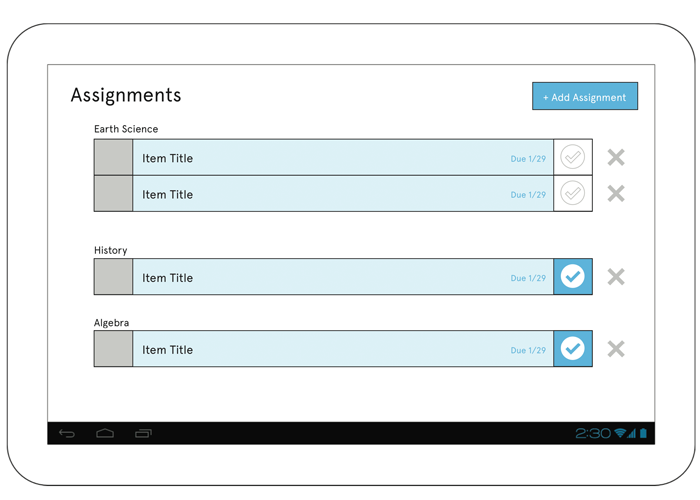 Assignments
+ Add Assignment
Earth Science
Item Title Due 1/29
Item Title Due 1/29
History
Item Title Due 1/29
Algebra
Item Title Due 1/29
2:30